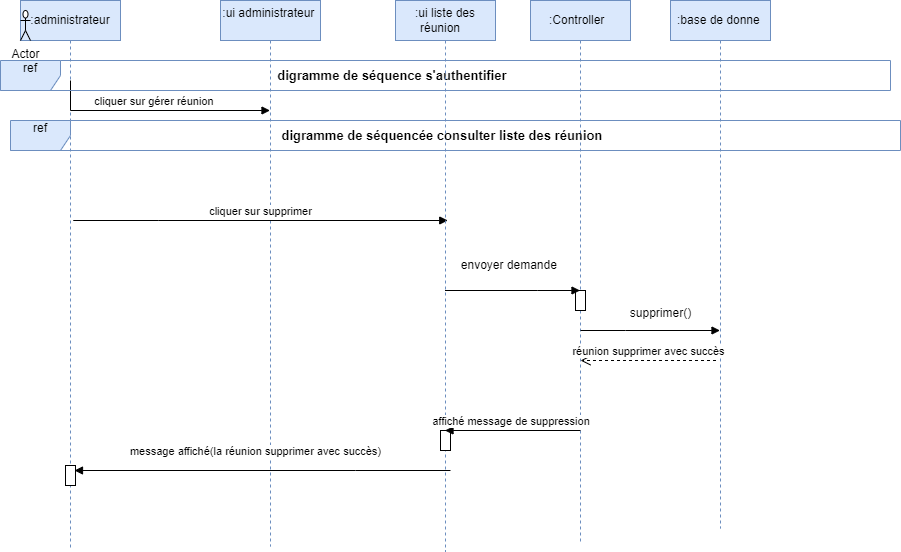 :administrateur
:ui administrateur
:ui liste des
réunion
:Controller
:base de donne
Actor
ref
digramme de séquence s'authentifier
cliquer sur gérer réunion
ref
digramme de séquencée consulter liste des réunion
cliquer sur supprimer
envoyer demande
supprimer()
réunion supprimer avec succès
affiché message de suppression
message affiché(la réunion supprimer avec succès)